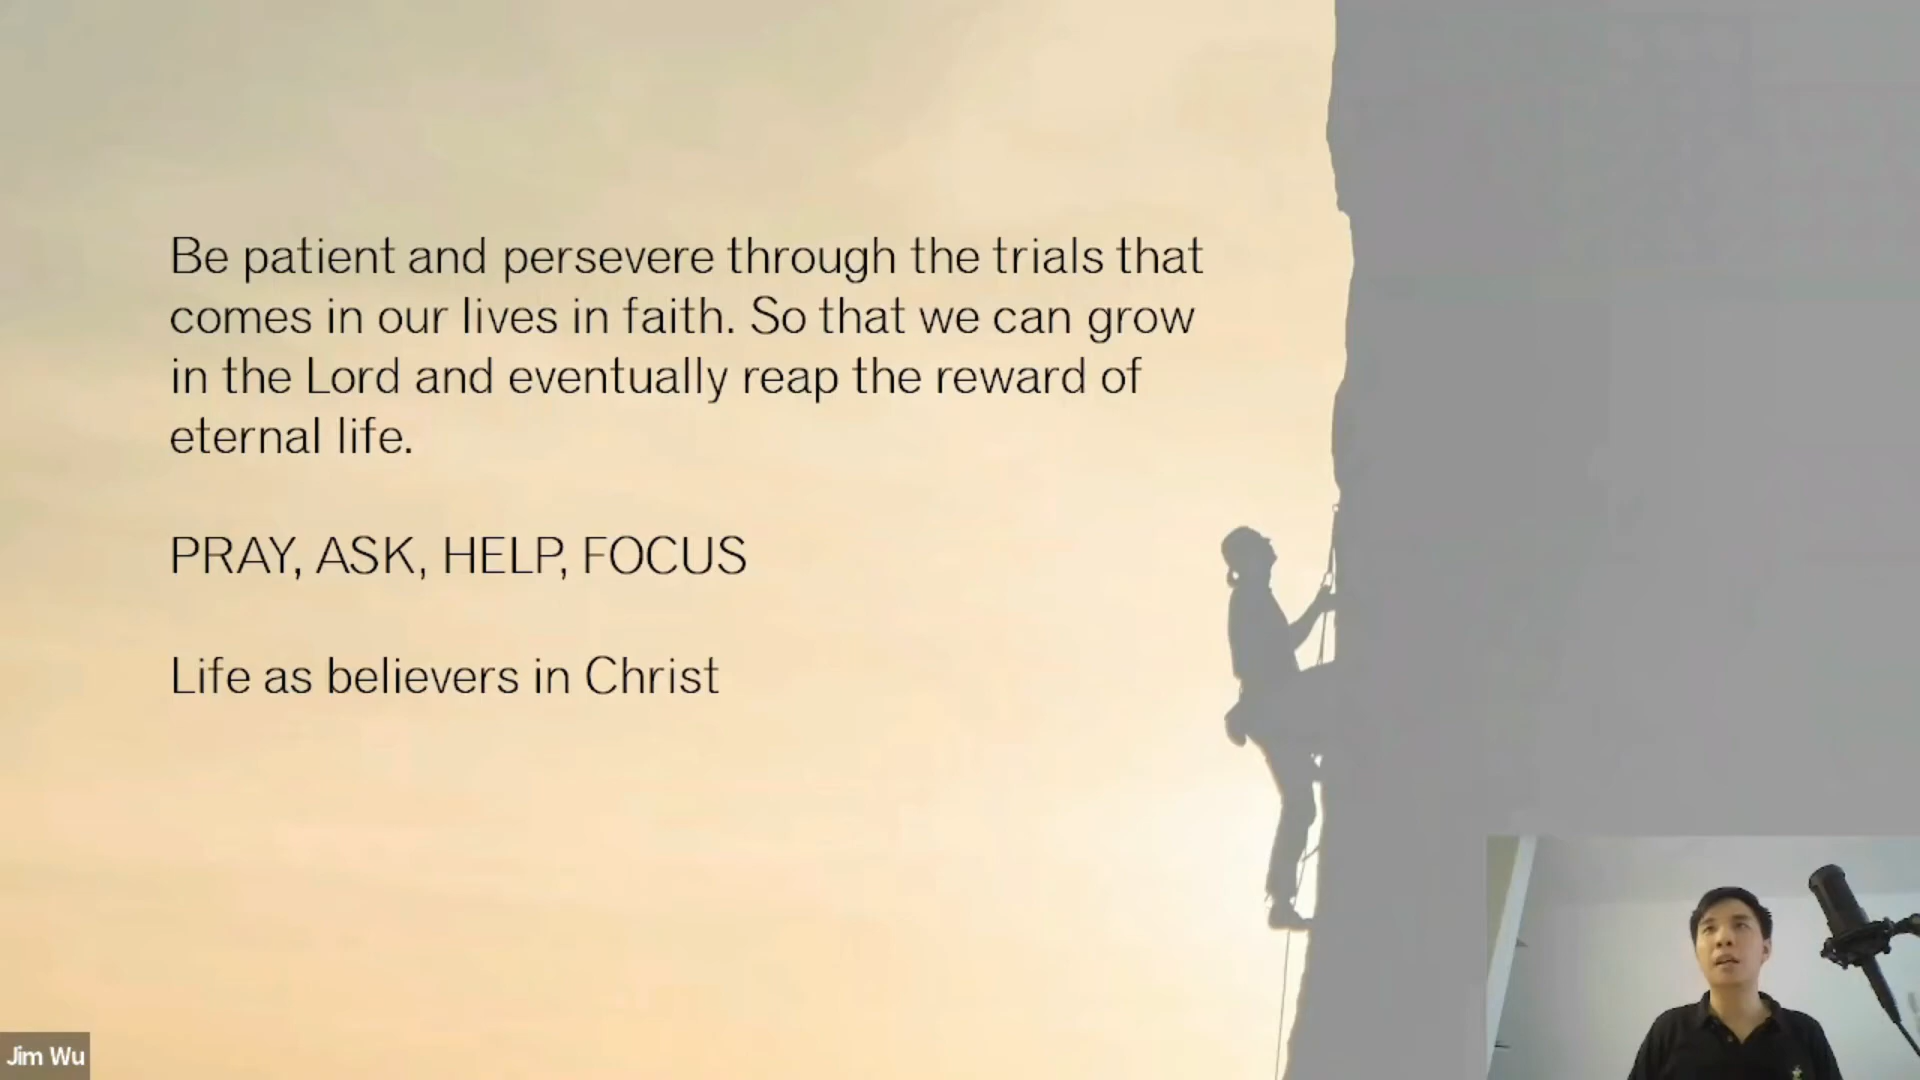 Be patient and persevere through the trials that
comes in our lives in faith. So that we can grow
in the Lord and eventually reap the reward of
eternal life.
PRAY, ASK, HELP, FOCUS
Life as believers in Christ
Jim Wu